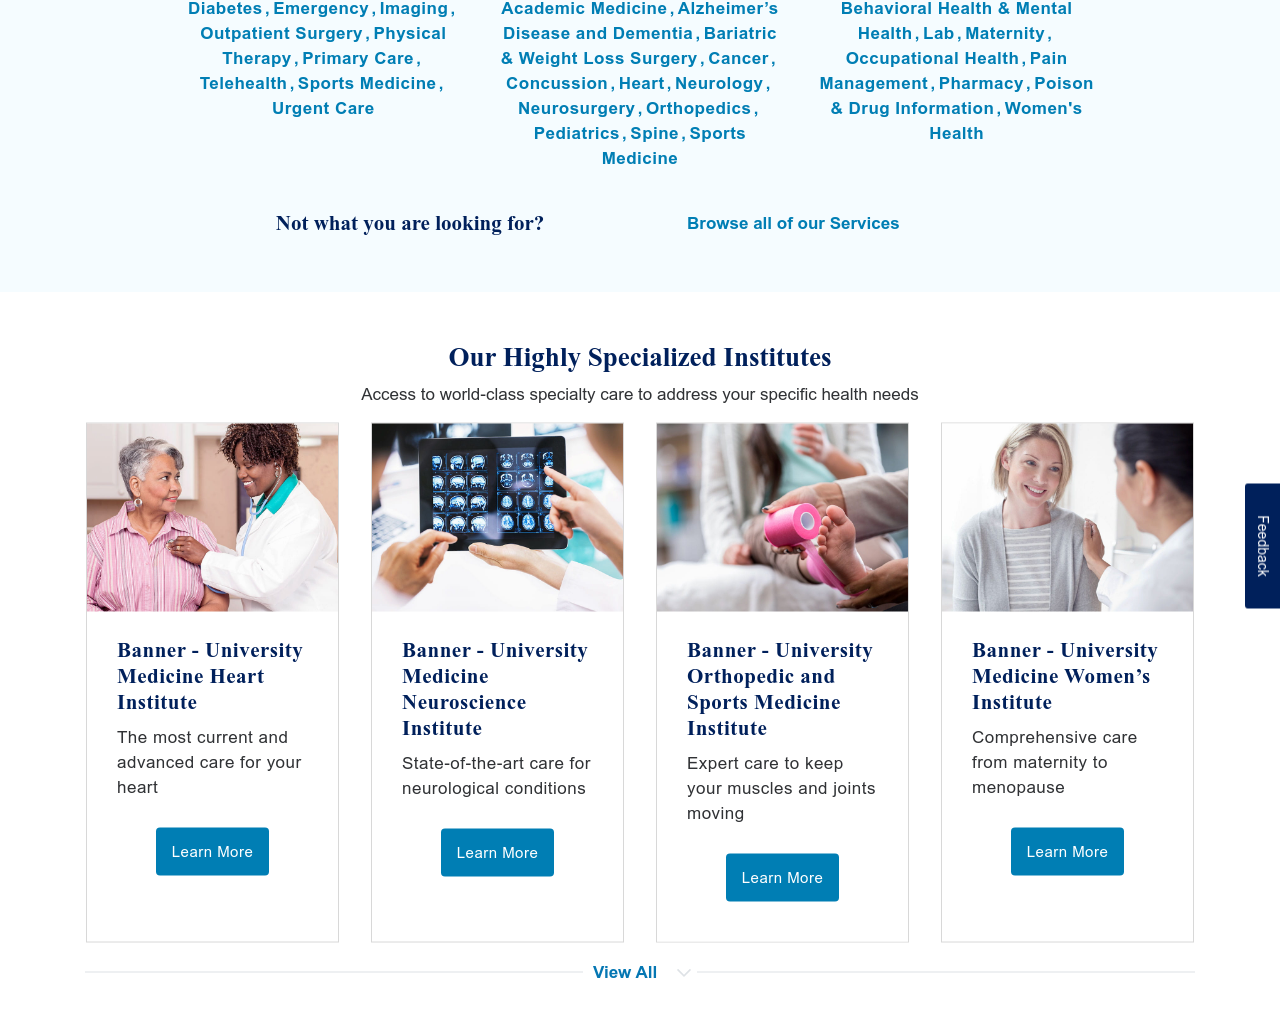 Diabetes, Emergency, Imaging,
Outpatient Surgery, Physical
Therapy, Primary Care,
Telehealth, Sports Medicine,
Urgent Care
Academic Medicine, Alzheimer’s
Disease and Dementia, Bariatric
& Weight Loss Surgery, Cancer,
Concussion, Heart, Neurology,
Neurosurgery, Orthopedics,
Pediatrics, Spine, Sports
Medicine
Behavioral Health & Mental
Health, Lab, Maternity,
Occupational Health, Pain
Management, Pharmacy, Poison
& Drug Information, Women's
Health
Not what you are looking for?
Browse all of our Services
Our Highly Specialized Institutes
Access to world-class specialty care to address your specific health needs
Banner - University
Medicine Heart
Institute
The most current and
advanced care for your
heart
Learn More
Banner - University
Medicine
Neuroscience
Institute
State-of-the-art care for
neurological conditions
Learn More
Banner - University
Orthopedic and
Sports Medicine
Institute
Expert care to keep
your muscles and joints
moving
Learn More
Banner - University
Medicine Women’s
Institute
Comprehensive care
from maternity to
menopause
Learn More
View All
Feedback